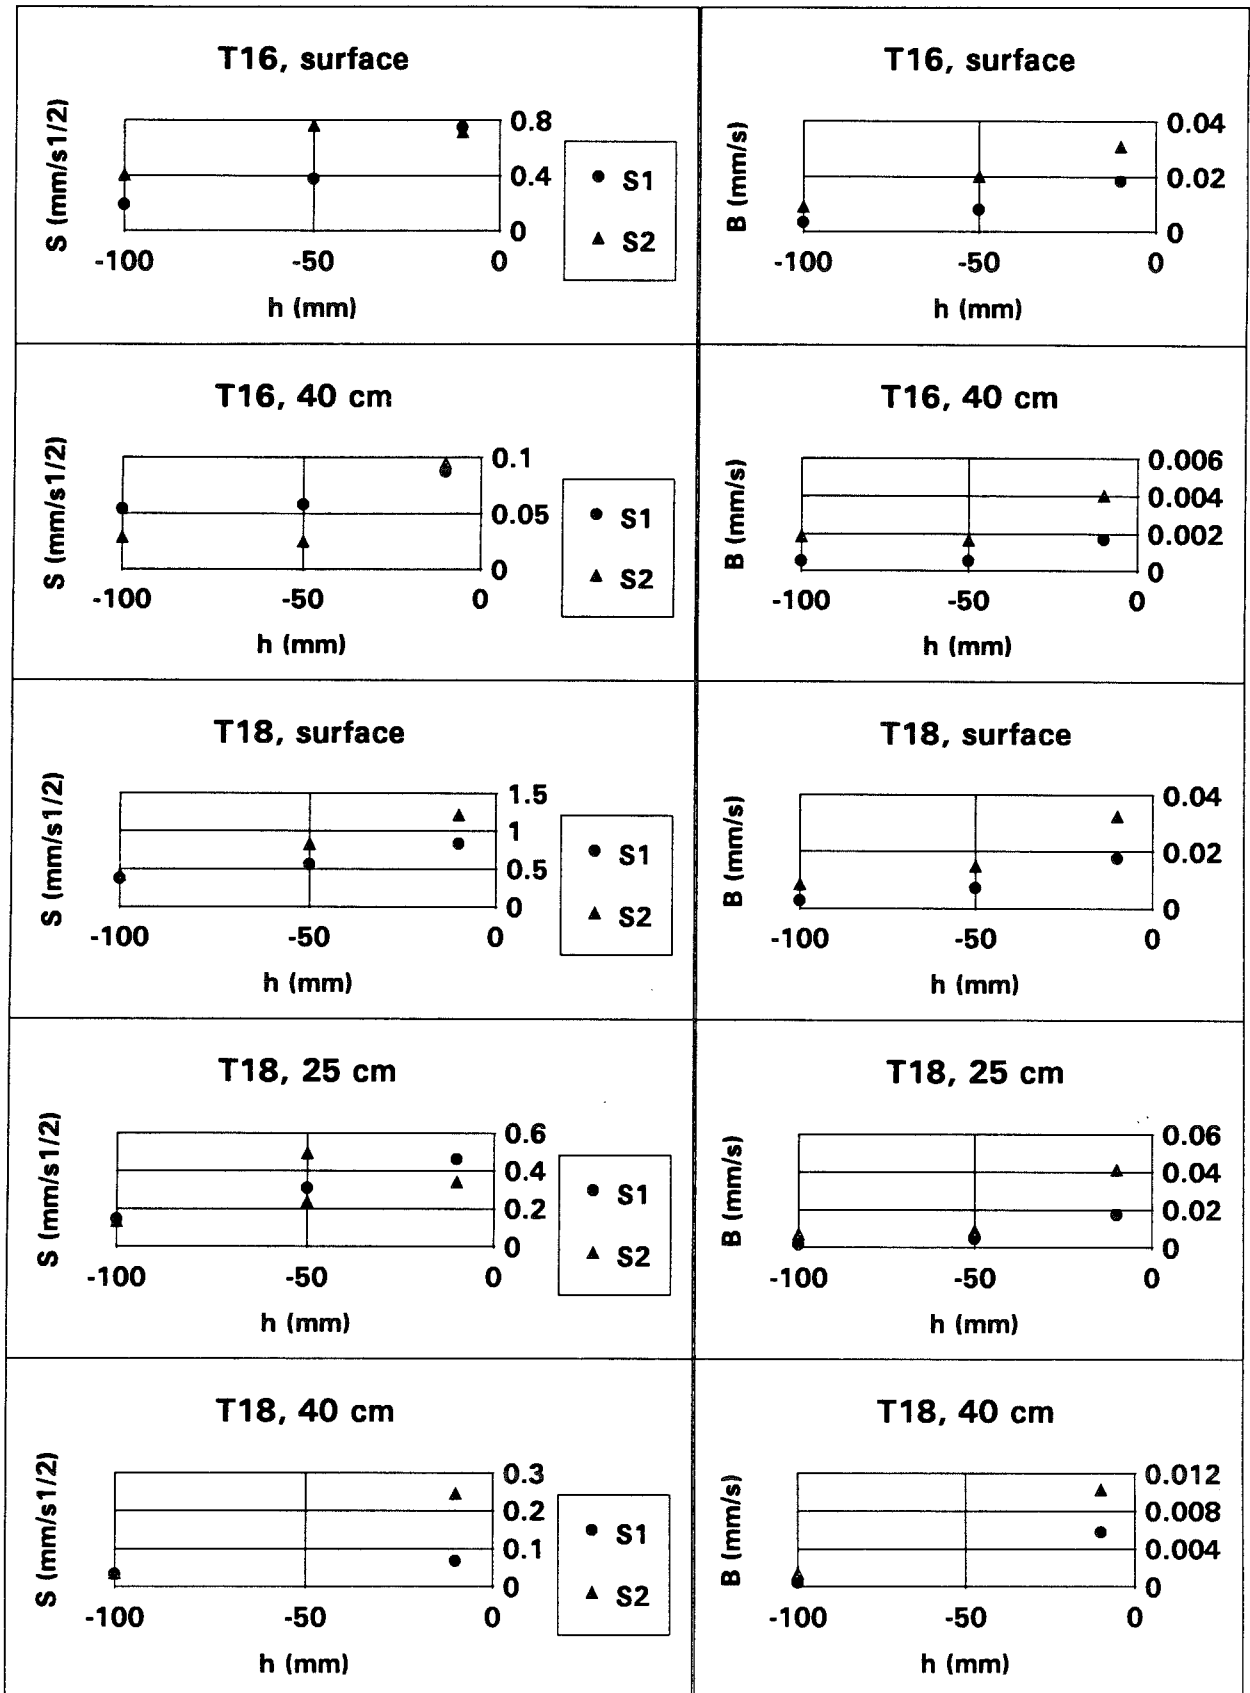 T16, surface
S (mm/s1/2)
0.8
0.4
0
-100 -50 0
h (mm)
S1
S2
T16, surface
B (mm/s)
0.04
0.02
0
-100 -50 0
h (mm)
T16, 40 cm
S (mm/s1/2)
0.1
0.05
0
-100 -50 0
h (mm)
S1
S2
T16, 40 cm
B (mm/s)
0.006
0.004
0.002
0
-100 -50 0
h (mm)
T18, surface
S (mm/s1/2)
1.5
1
0.5
0
-100 -50 0
h (mm)
S1
S2
T18, surface
B (mm/s)
0.04
0.02
0
-100 -50 0
h (mm)
T18, 25 cm
S (mm/s1/2)
0.6
0.4
0.2
0
-100 -50 0
h (mm)
S1
S2
T18, 25 cm
B (mm/s)
0.06
0.04
0.02
0
-100 -50 0
h (mm)
T18, 40 cm
S (mm/s1/2)
0.3
0.2
0.1
0
-100 -50 0
h (mm)
S1
S2
T18, 40 cm
B (mm/s)
0.012
0.008
0.004
0
-100 -50 0
h (mm)